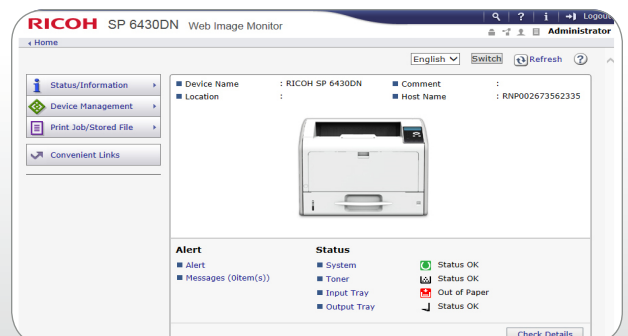 RICOH SP 6430DN Web Image Monitor
? i Logout
Administrator
Home
English Switch Refresh ?
Status/Information
Device Management
Print Job/Stored File
Convenient Links
Device Name : RICOH SP 6430DN Comment :
Location : Host Name : RNP002673562335
Alert Status
Alert System Status OK
Messages (0item(s)) Toner Status OK
Input Tray Out of Paper
Output Tray Status OK
Check Details